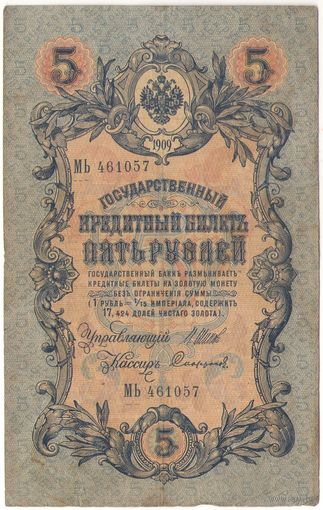 5 5
1909
МЬ 461057
ГОСУДАРСТВЕННЫЙ
КРЕДИТНЫЙ БИЛЕТЪ
ПЯТЬ РУБЛЕЙ
ГОСУДАРСТВЕННЫЙ БАНКЪ РАЗМѢНИВАЕТЪ
КРЕДИТНЫЕ БИЛЕТЫ НА ЗОЛОТУЮ МОНЕТУ
БЕЗЪ ОГРАНИЧЕНІЯ СУММЫ
(1 РУБЛЬ = 1/15 ИМПЕРІАЛА, СОДЕРЖИТЪ
17,424 ДОЛЕЙ ЧИСТАГО ЗОЛОТА).
Управляющій
Кассиръ
МЬ 461057
5